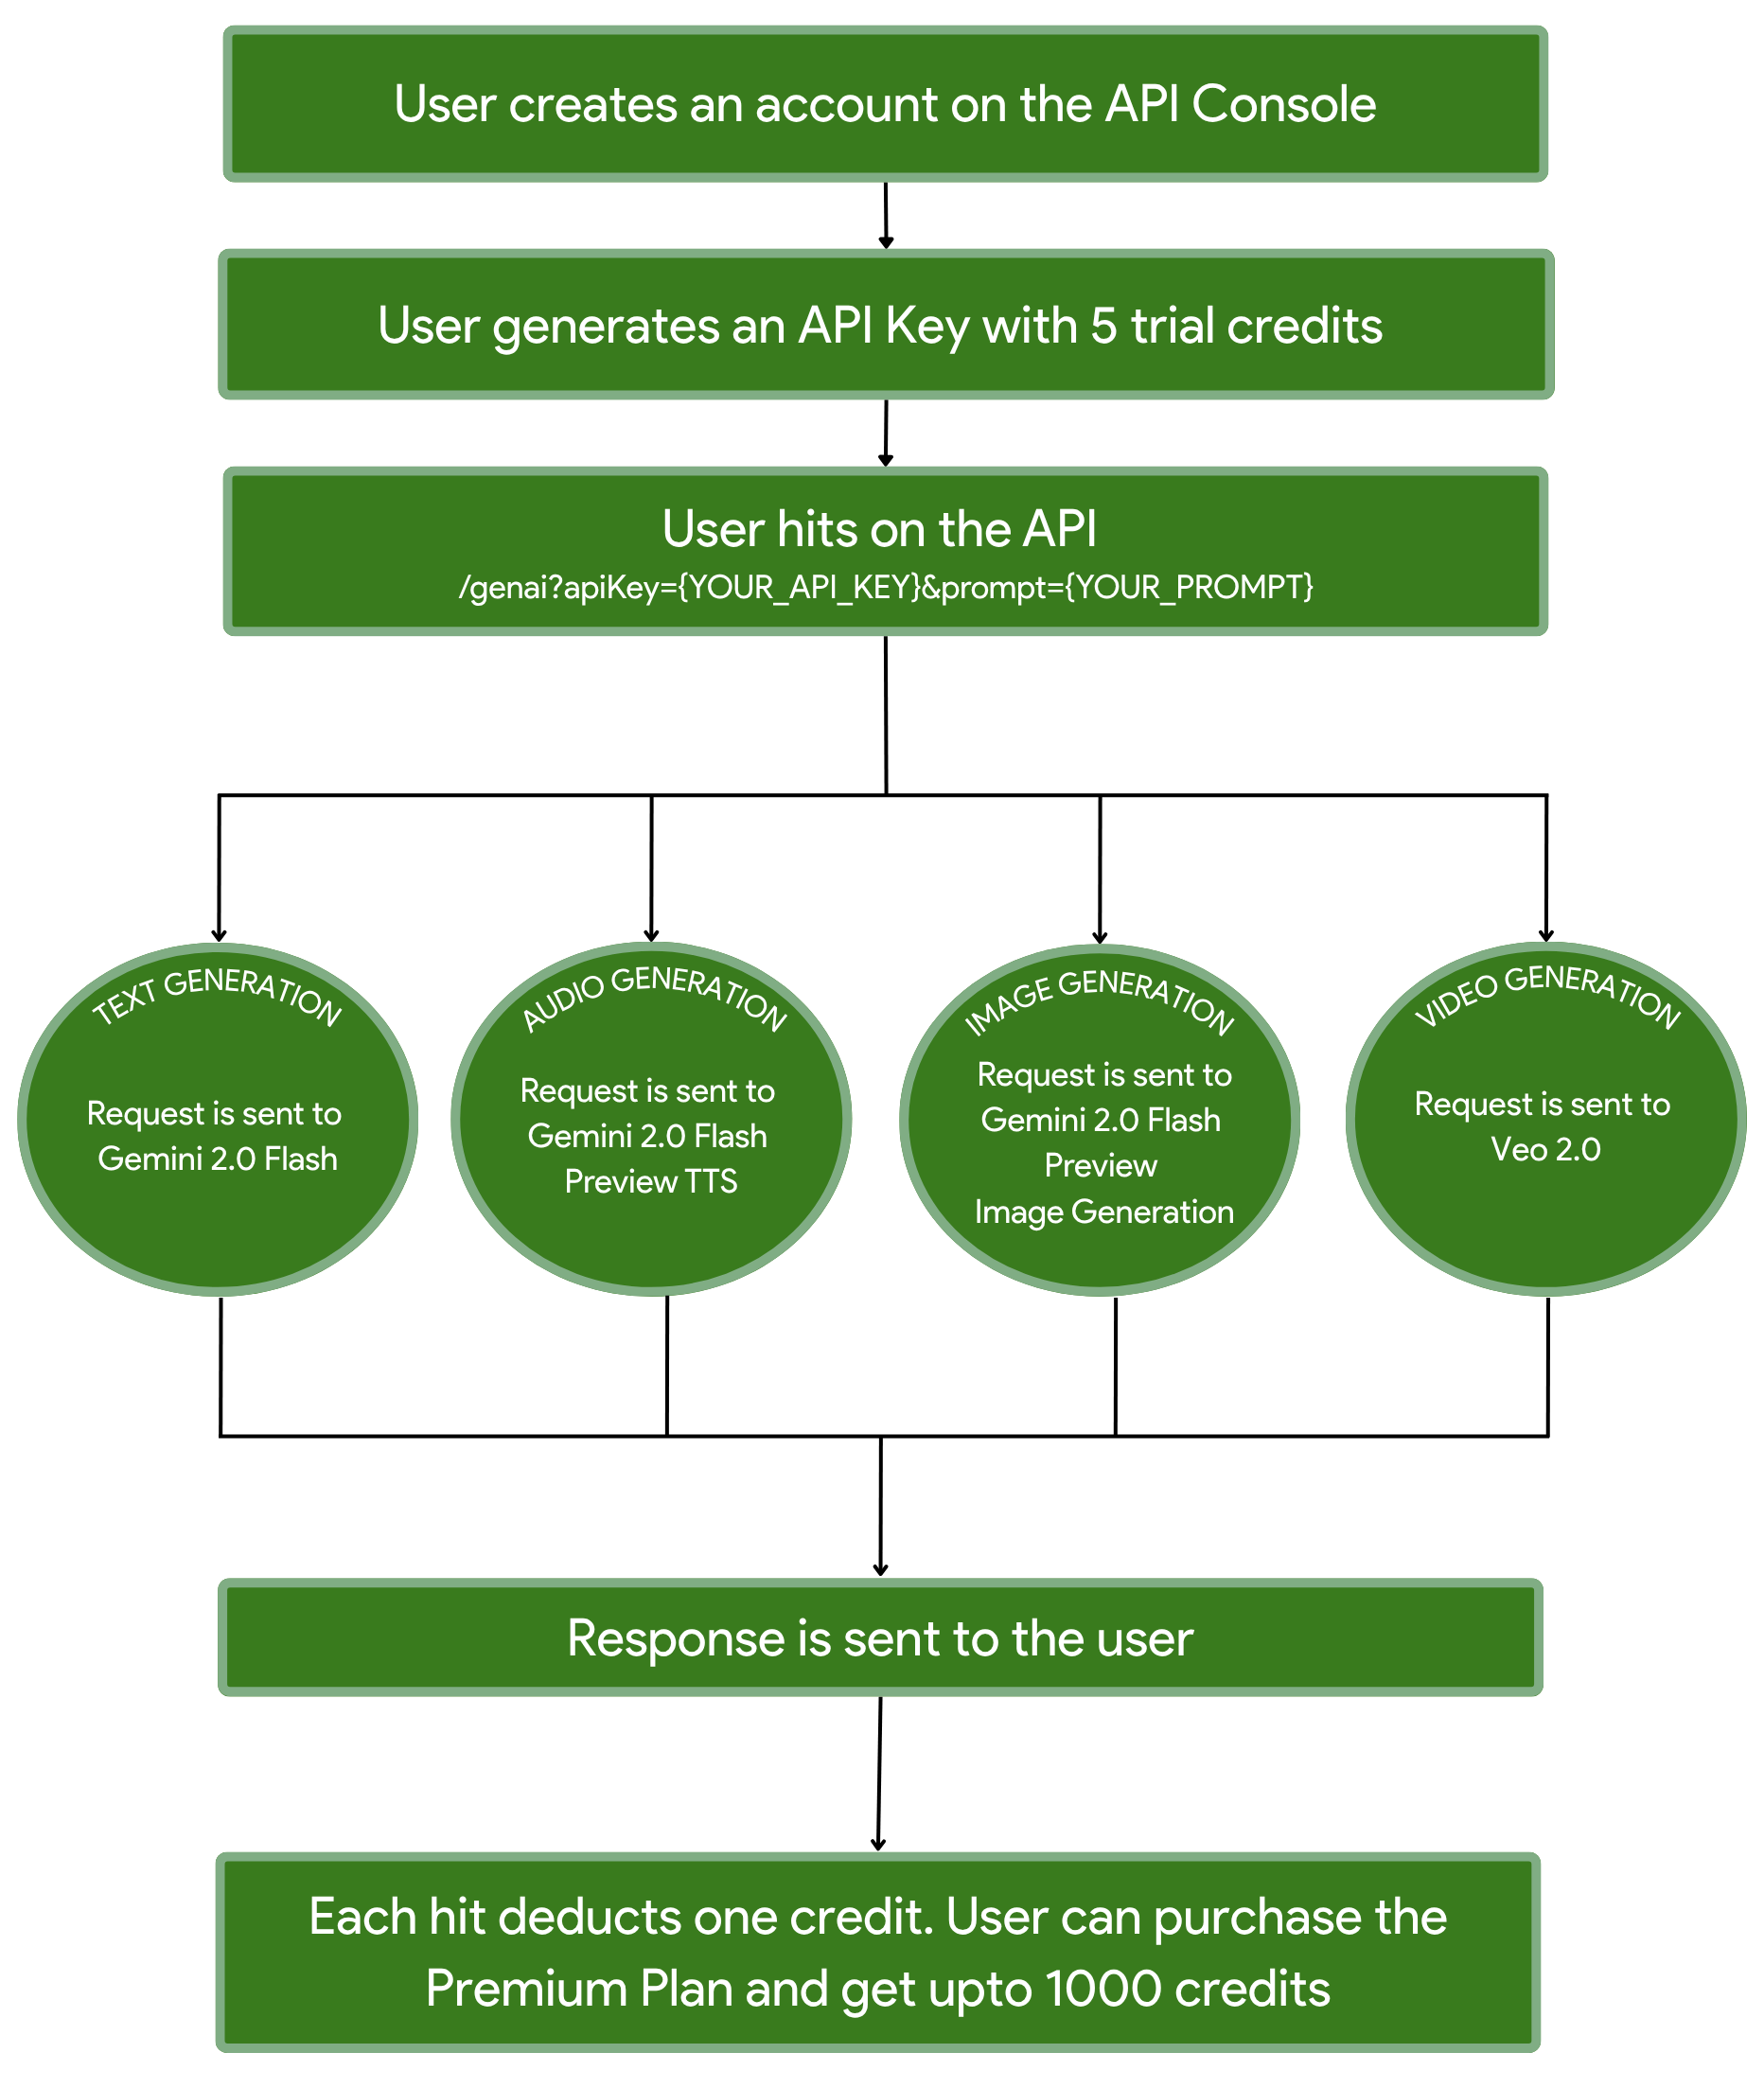 User creates an account on the API Console
User generates an API Key with 5 trial credits
User hits on the API
/genai?apiKey={YOUR_API_KEY}&prompt={YOUR_PROMPT}
TEXT GENERATION
Request is sent to
Gemini 2.0 Flash
AUDIO GENERATION
Request is sent to
Gemini 2.0 Flash
Preview TTS
IMAGE GENERATION
Request is sent to
Gemini 2.0 Flash
Preview
Image Generation
VIDEO GENERATION
Request is sent to
Veo 2.0
Response is sent to the user
Each hit deducts one credit. User can purchase the
Premium Plan and get upto 1000 credits